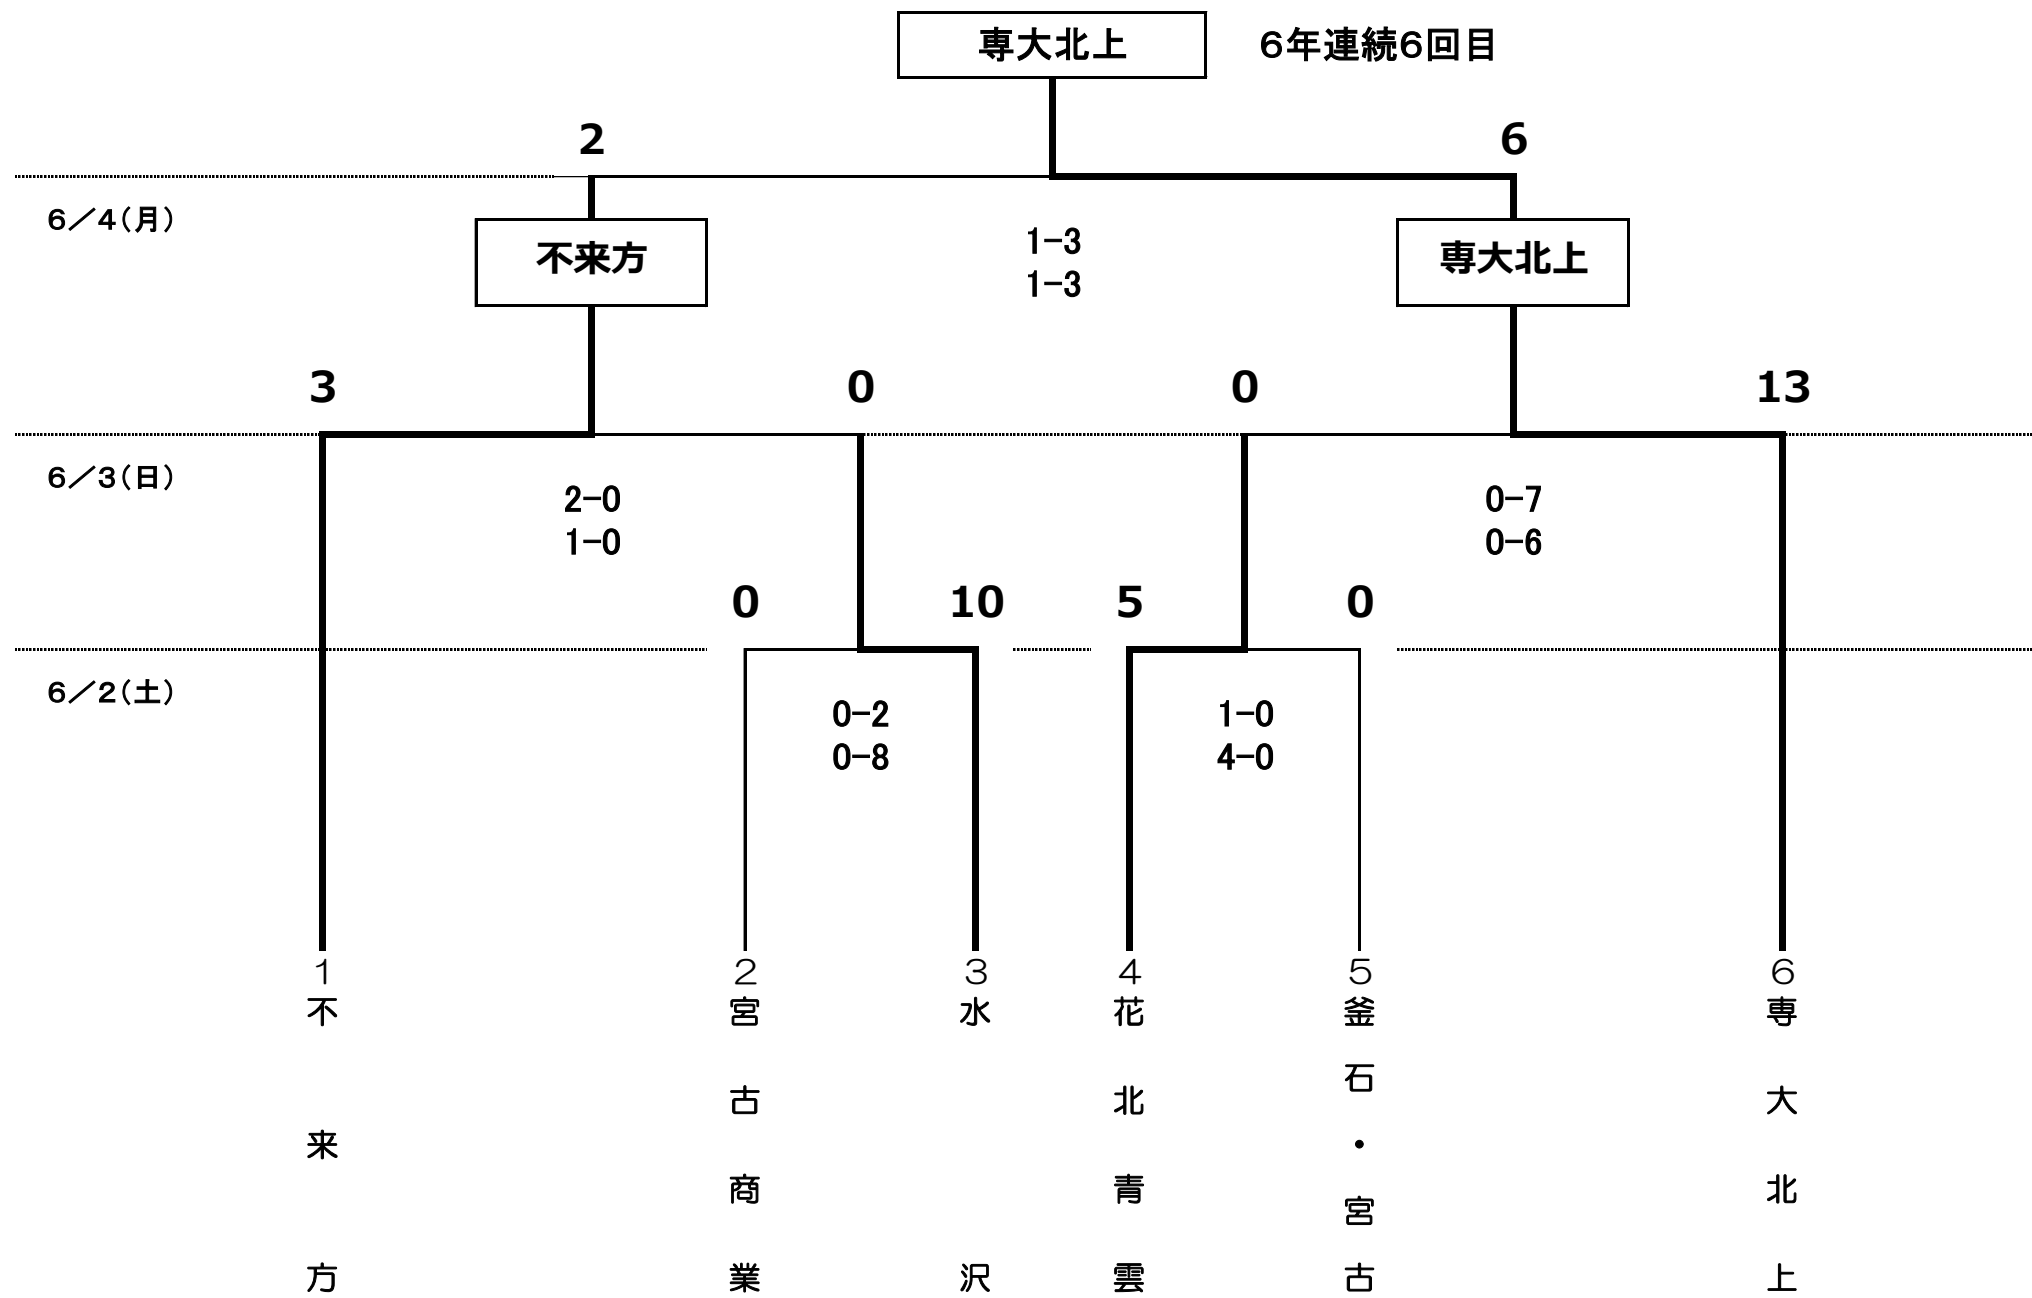 専大北上
６年連続６回目
2
6
６／４（月）
不来方
1-3
1-3
専大北上
3
0
0
13
６／３（日）
2-0
1-0
0-7
0-6
0
10
5
0
６／２（土）
0-2
0-8
1-0
4-0
１
２
３
４
５
６
不来方
宮古商業
水沢
花北青雲
釜石・宮古
専大北上